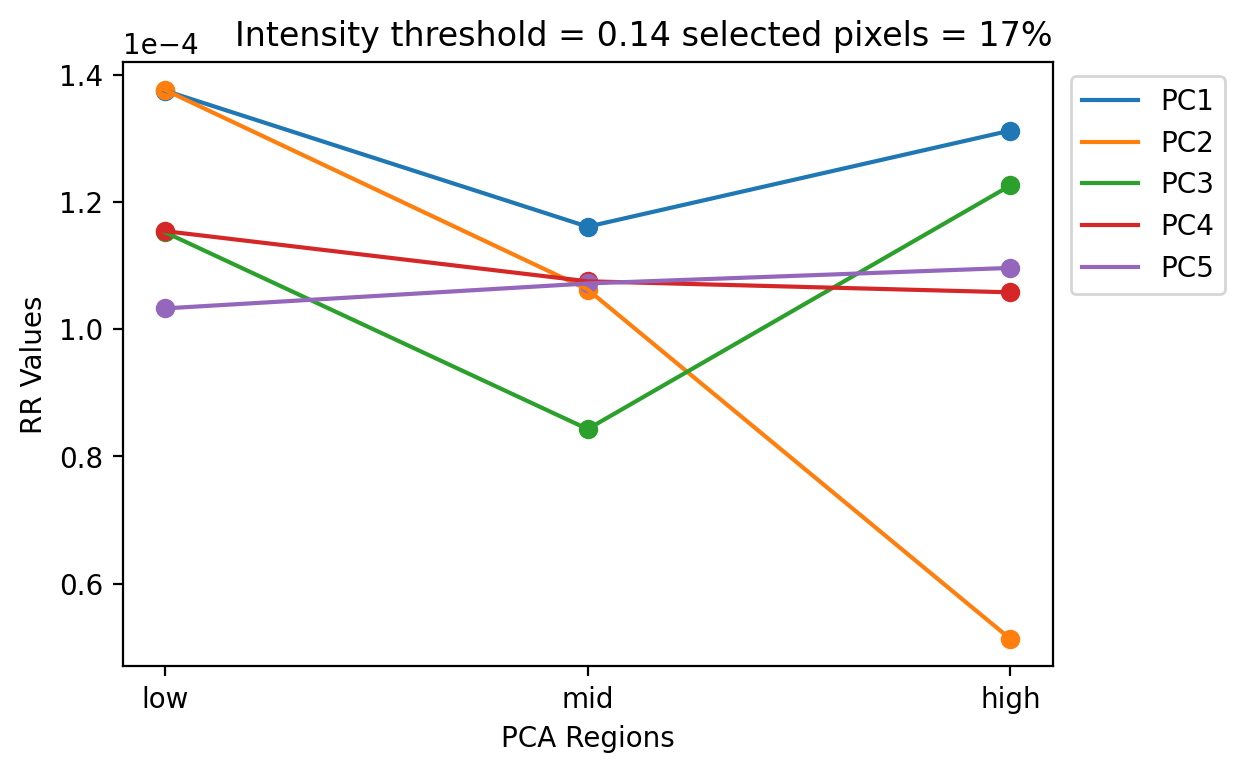 Intensity threshold = 0.14 selected pixels = 17%
1e−4
1.4
1.2
1.0
0.8
0.6
RR Values
low mid high
PCA Regions
PC1
PC2
PC3
PC4
PC5